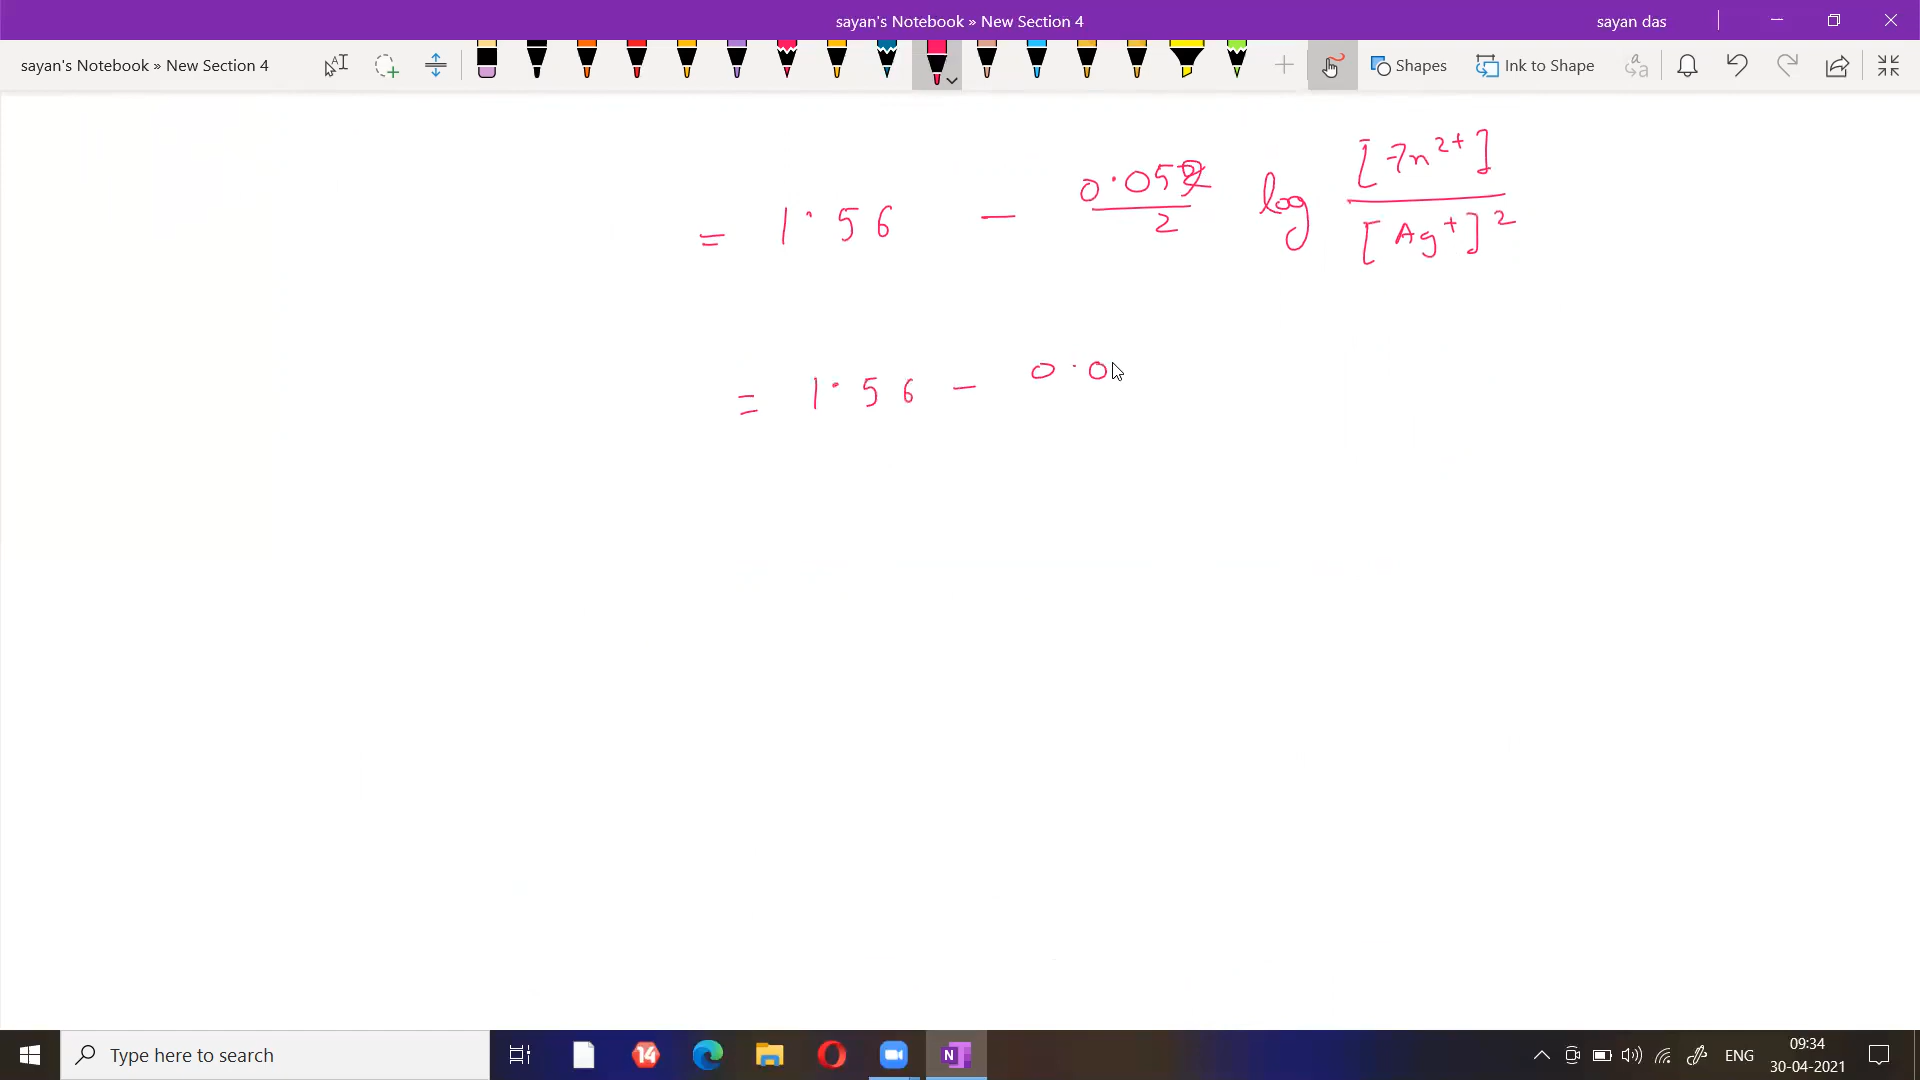 sayan's Notebook » New Section 4
sayan das
sayan's Notebook » New Section 4
Shapes
Ink to Shape
= 1.56 - 0.059/2 log [Zn²⁺]/[Ag⁺]²
= 1.56 - 0.0
Type here to search
14
N
ENG
09:34
30-04-2021